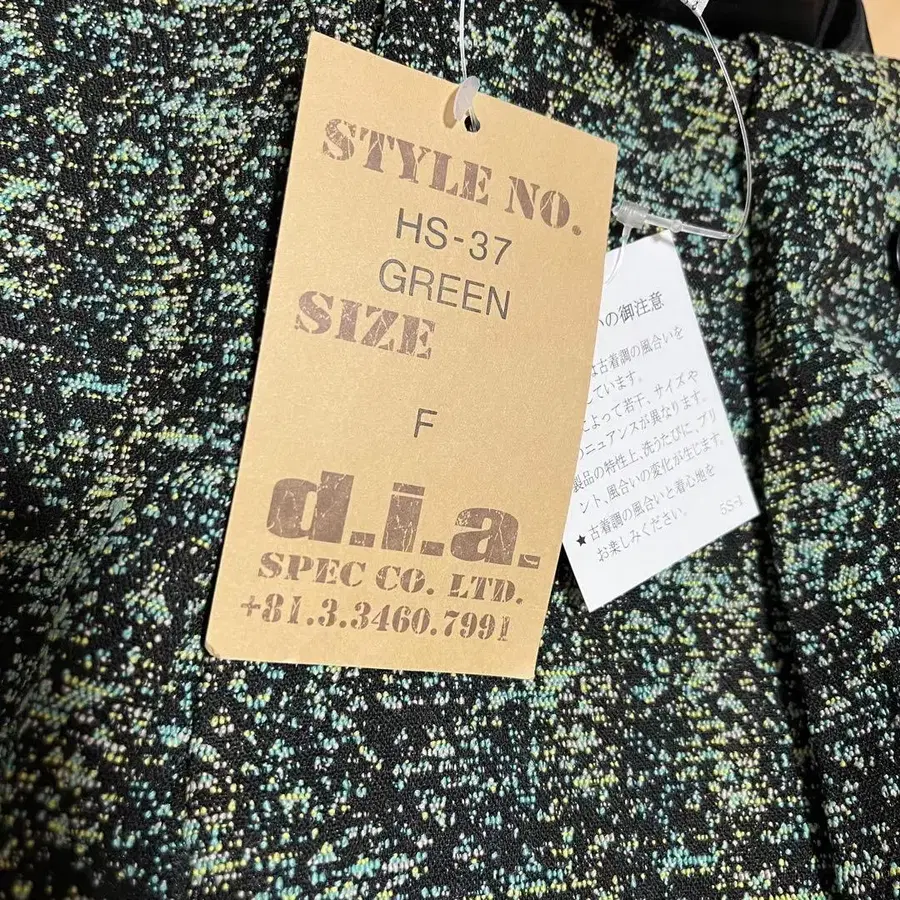 STYLE NO.
HS-37
GREEN
SIZE
F
d.i.a.
SPEC CO. LTD.
+81.3.3460.7991
いの御注意
は古着調の風合いを
しています。
によって若干、サイズや
のニュアンスが異なります。
製品の特性上、洗うたびに、プリ
ント、風合いの変化が生じます。
★古着調の風合いと着心地を
お楽しみください。
SS-1